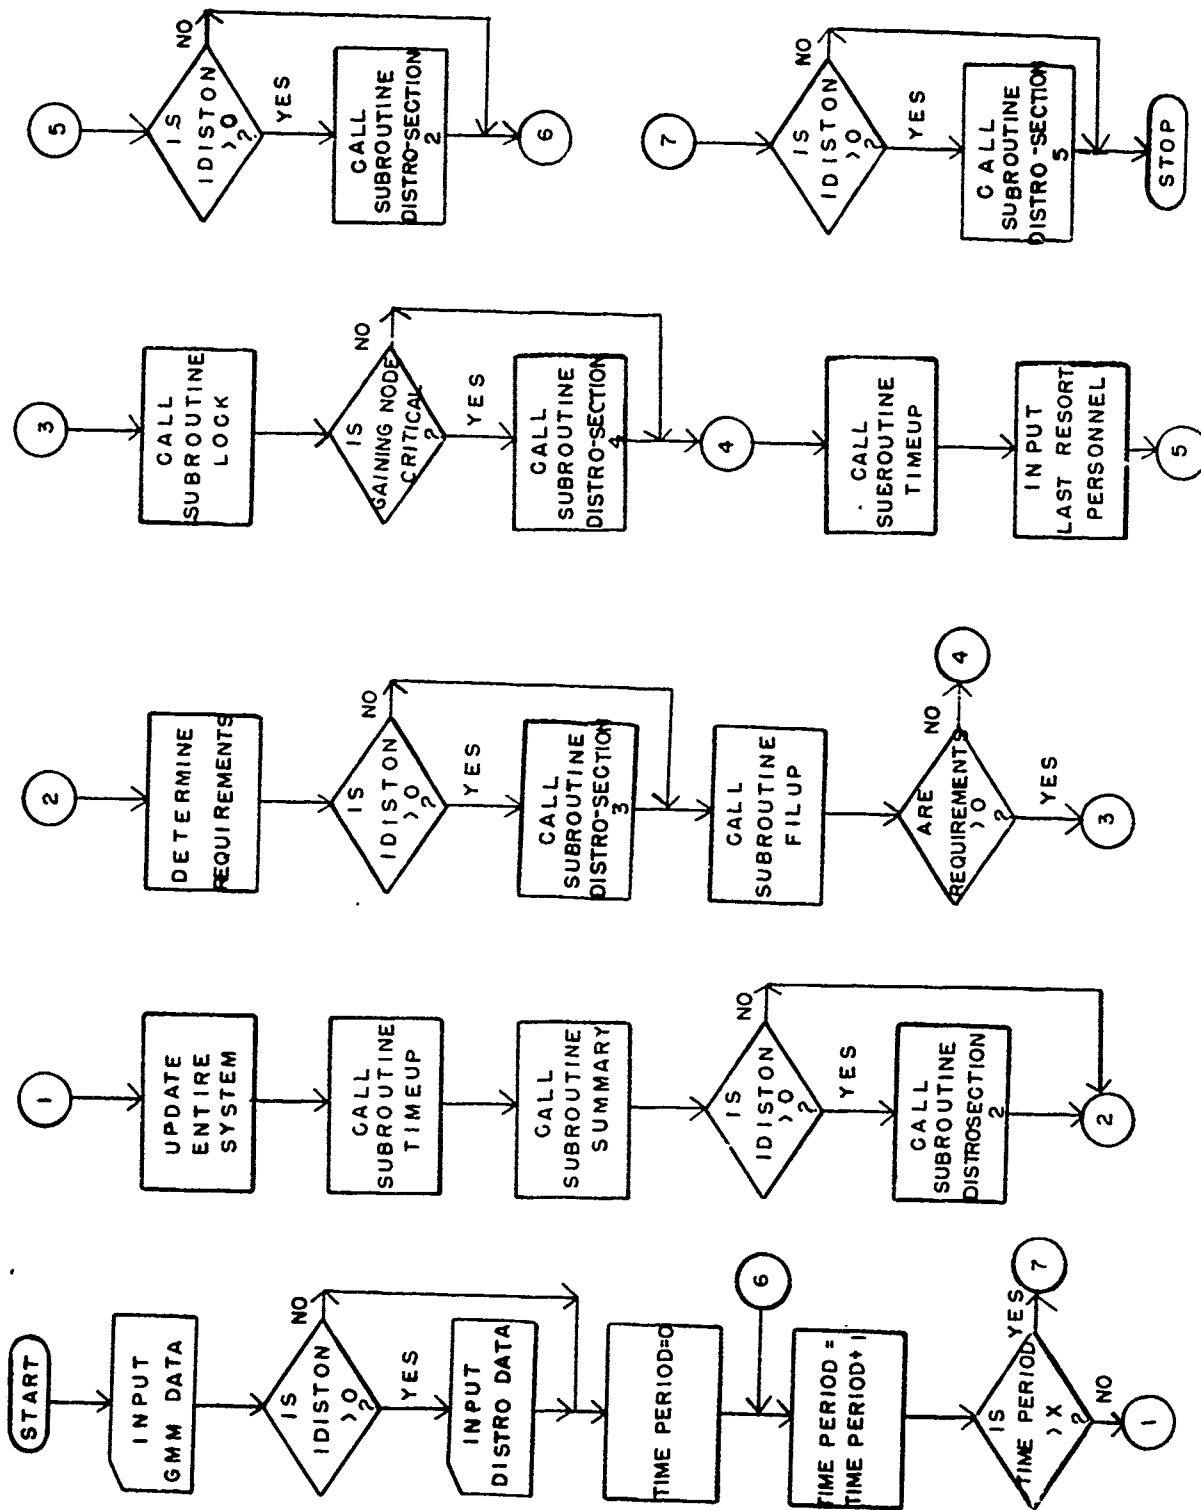 START
INPUT
GMM DATA
IS
IDISTON
>0
?
NO
YES
INPUT
DISTRO DATA
TIME PERIOD=0
6
TIME PERIOD =
TIME PERIOD+1
IS
TIME PERIOD
>X
?
YES
7
NO
1
1
UPDATE
ENTIRE
SYSTEM
CALL
SUBROUTINE
TIMEUP
CALL
SUBROUTINE
SUMMARY
IS
IDISTON
>0
?
NO
YES
CALL
SUBROUTINE
DISTROSECTION
2
2
2
DETERMINE
REQUIREMENTS
IS
IDISTON
>0
?
NO
YES
CALL
SUBROUTINE
DISTRO-SECTION
3
CALL
SUBROUTINE
FILUP
ARE
REQUIREMENTS
>0
?
NO
4
YES
3
3
CALL
SUBROUTINE
LOCK
IS
GAINING NODE
CRITICAL
?
NO
YES
CALL
SUBROUTINE
DISTRO-SECTION
4
4
CALL
SUBROUTINE
TIMEUP
INPUT
LAST RESORT
PERSONNEL
5
5
IS
IDISTON
>0
?
NO
YES
CALL
SUBROUTINE
DISTRO-SECTION
2
6
7
IS
IDISTON
>0
?
NO
YES
CALL
SUBROUTINE
DISTRO-SECTION
5
STOP